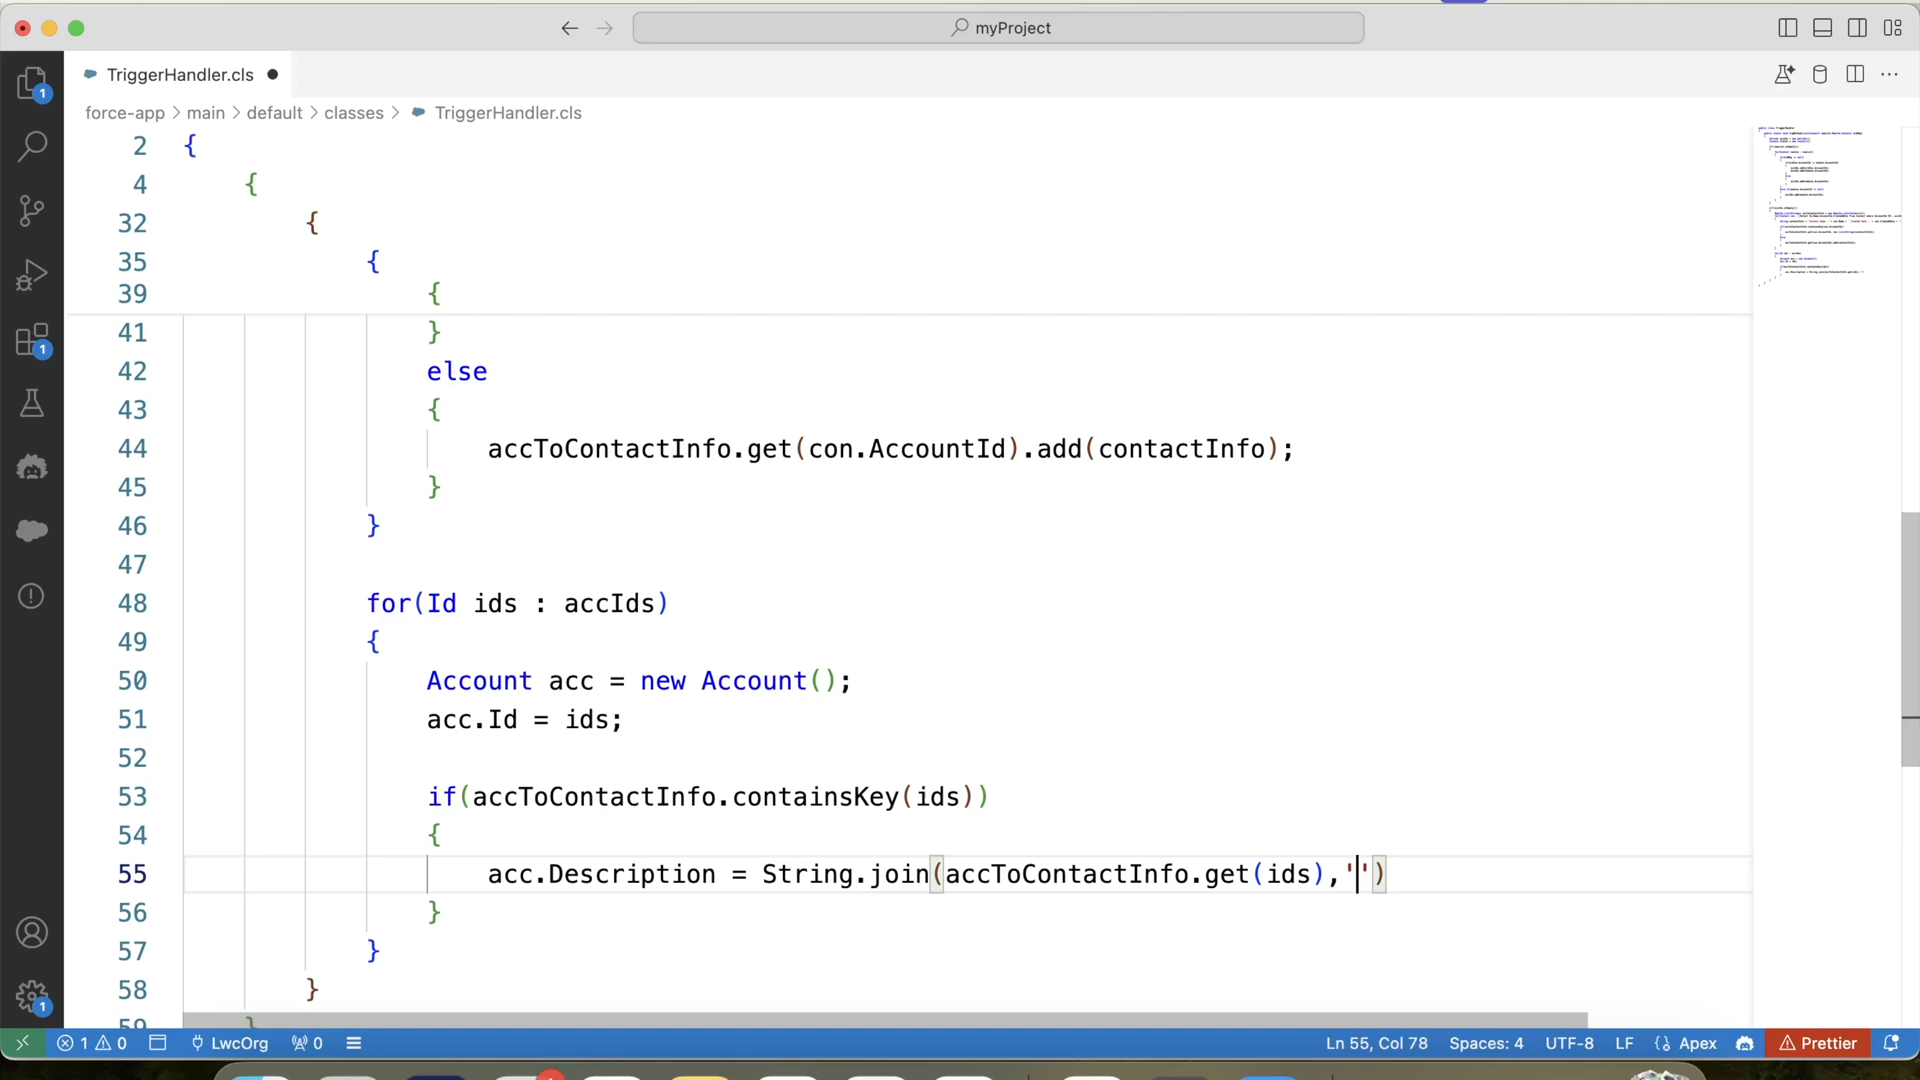 myProject
TriggerHandler.cls
force-app > main > default > classes > TriggerHandler.cls
2 {
4 {
32 {
35 {
39 {
41 }
42 else
43 {
44 accToContactInfo.get(con.AccountId).add(contactInfo);
45 }
46 }
47
48 for(Id ids : accIds)
49 {
50 Account acc = new Account();
51 acc.Id = ids;
52
53 if(accToContactInfo.containsKey(ids))
54 {
55 acc.Description = String.join(accToContactInfo.get(ids),'')
56 }
57 }
58 }
59 }
1 0 LwcOrg 0 Ln 55, Col 78 Spaces: 4 UTF-8 LF Apex Prettier